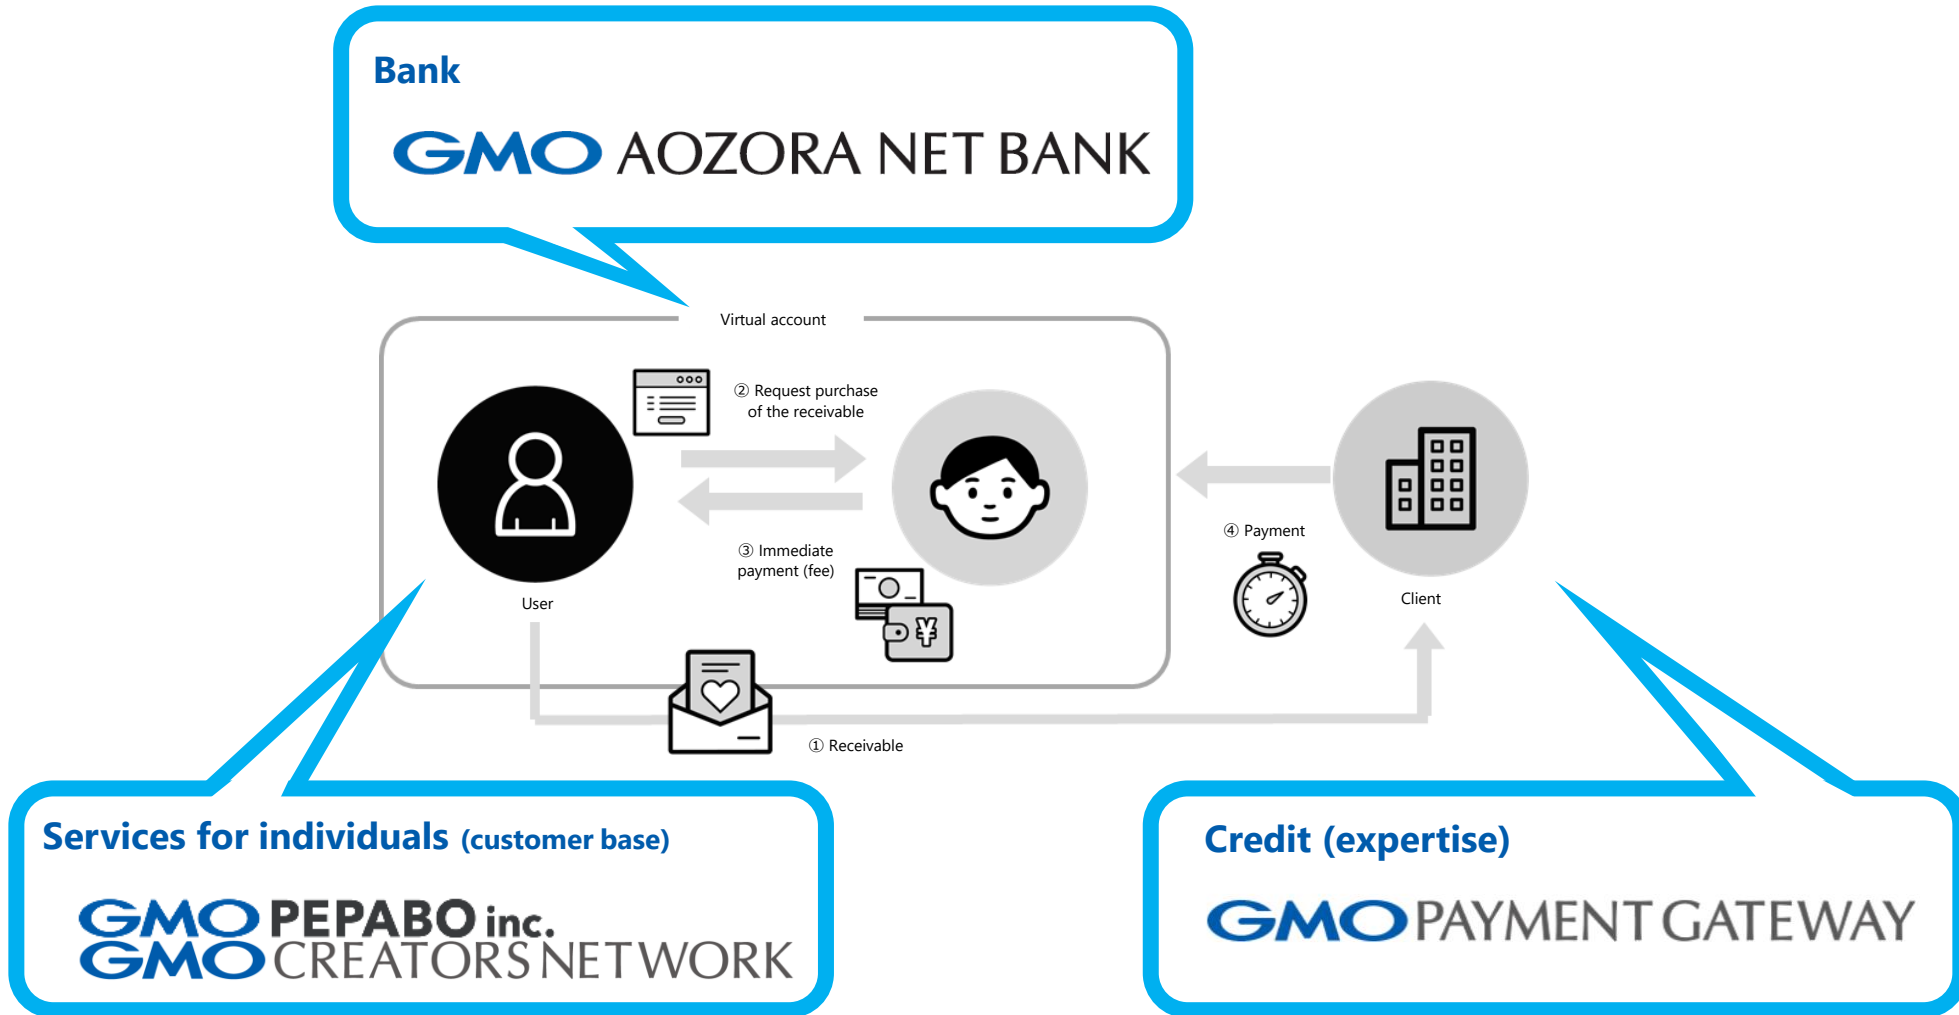 Bank
GMO AOZORA NET BANK
Virtual account
② Request purchase
of the receivable
③ Immediate
payment (fee)
¥
④ Payment
User
Client
① Receivable
Services for individuals (customer base)
GMO PEPABO inc.
GMO CREATORS NETWORK
Credit (expertise)
GMO PAYMENT GATEWAY